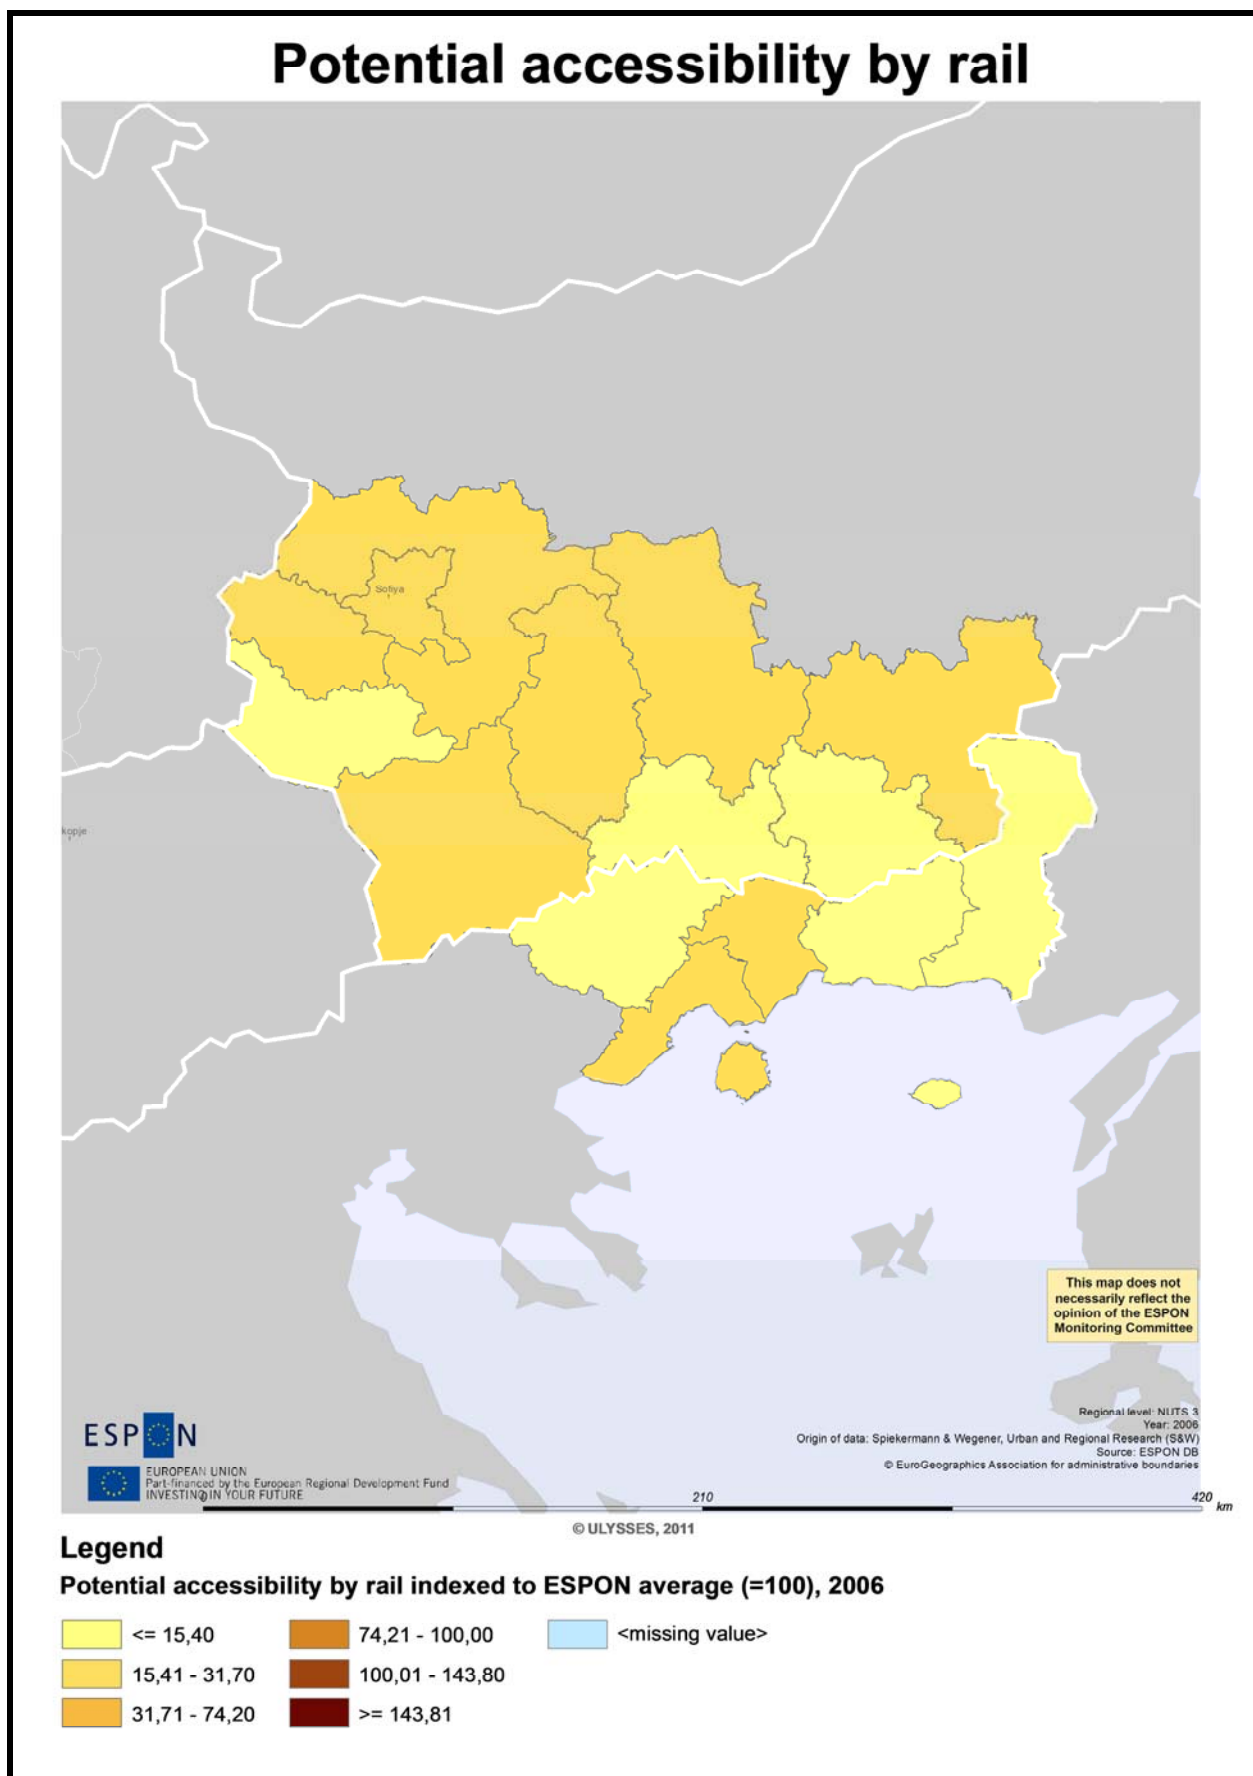 Potential accessibility by rail
Sofiya
kopje
This map does not
necessarily reflect the
opinion of the ESPON
Monitoring Committee
Regional level: NUTS 3
Year: 2006
Origin of data: Spiekermann & Wegener, Urban and Regional Research (S&W)
Source: ESPON DB
© EuroGeographics Association for administrative boundaries
ESPON
EUROPEAN UNION
Part-financed by the European Regional Development Fund
INVESTING IN YOUR FUTURE
0 210 420 km
© ULYSSES, 2011
Legend
Potential accessibility by rail indexed to ESPON average (=100), 2006
<= 15,40
15,41 - 31,70
31,71 - 74,20
74,21 - 100,00
100,01 - 143,80
>= 143,81
<missing value>